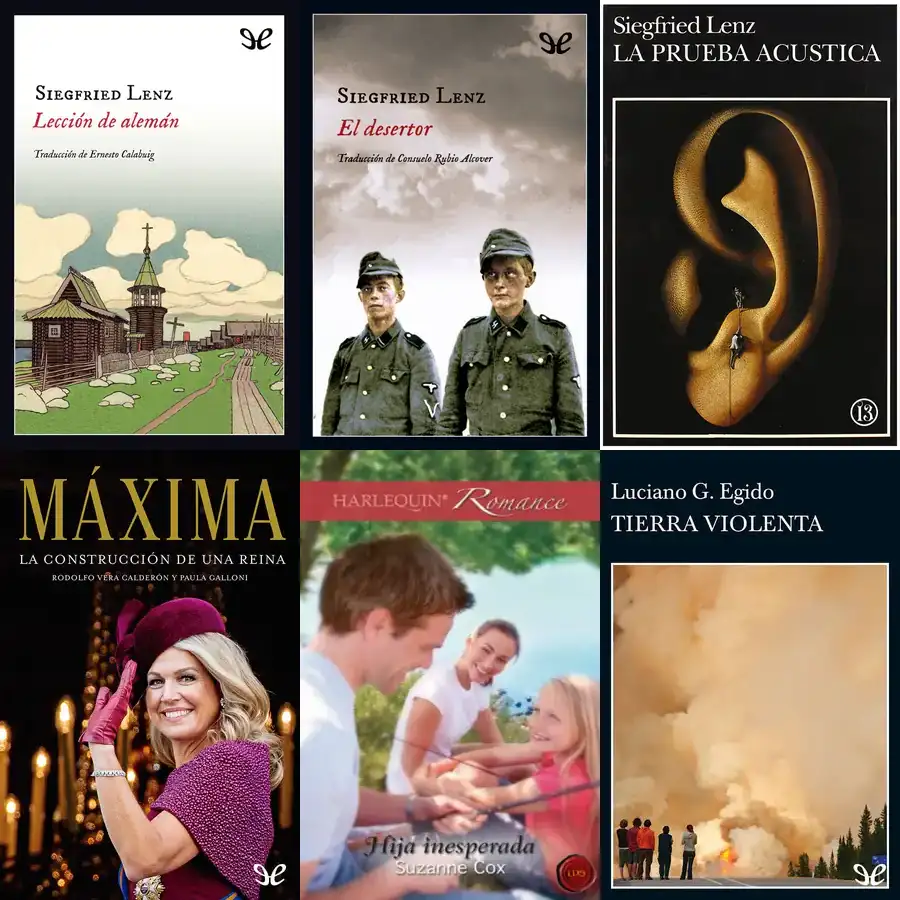 SIEGFRIED LENZ
Lección de alemán
Traducción de Ernesto Calabuig
SIEGFRIED LENZ
El desertor
Traducción de Consuelo Rubio Alcover
Siegfried Lenz
LA PRUEBA ACUSTICA
13
MÁXIMA
LA CONSTRUCCIÓN DE UNA REINA
RODOLFO VERA CALDERÓN Y PAULA GALLONI
HARLEQUIN® Romance
Hija inesperada
Suzanne Cox
Luciano G. Egido
TIERRA VIOLENTA